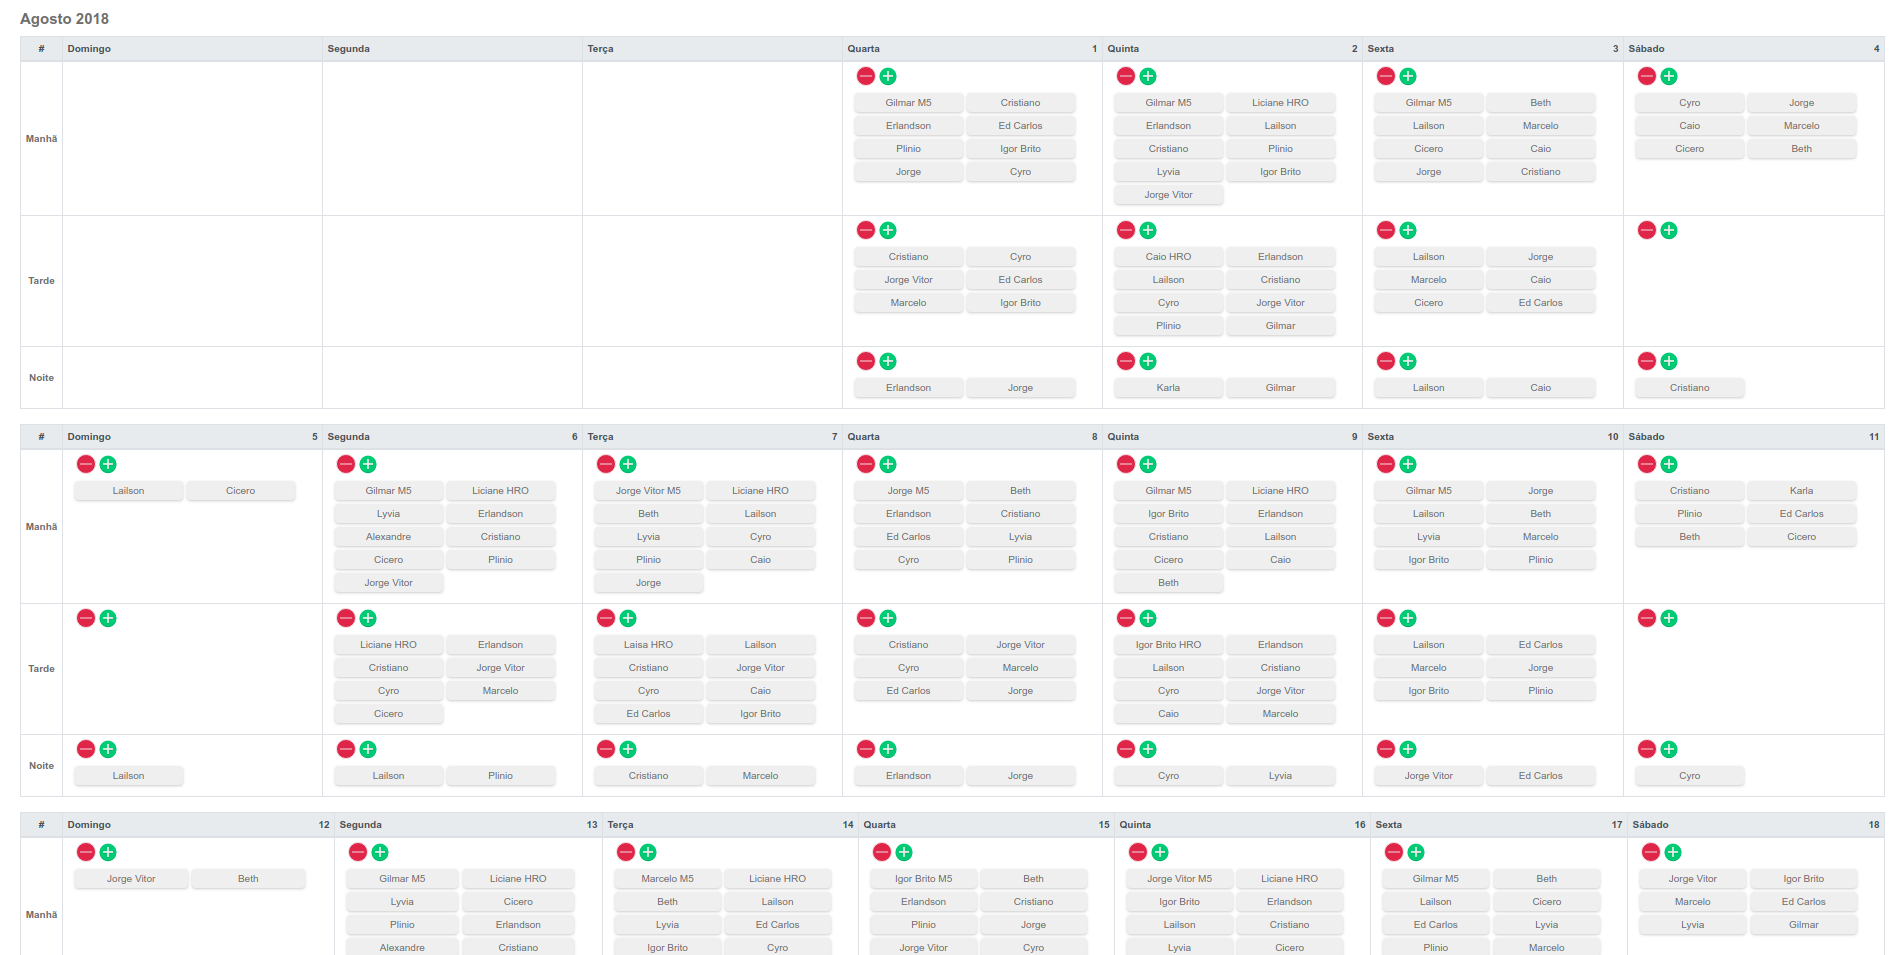 Agosto 2018
# Domingo Segunda Terça Quarta 1 Quinta 2 Sexta 3 Sábado 4
Manhã
Gilmar M5 Cristiano
Erlandson Ed Carlos
Plinio Igor Brito
Jorge Cyro
Gilmar M5 Liciane HRO
Erlandson Lailson
Cristiano Plinio
Lyvia Igor Brito
Jorge Vitor
Gilmar M5 Beth
Lailson Marcelo
Cicero Caio
Jorge Cristiano
Cyro Jorge
Caio Marcelo
Cicero Beth
Tarde
Cristiano Cyro
Jorge Vitor Ed Carlos
Marcelo Igor Brito
Caio HRO Erlandson
Lailson Cristiano
Cyro Jorge Vitor
Plinio Gilmar
Lailson Jorge
Marcelo Caio
Cicero Ed Carlos
Noite
Erlandson Jorge
Karla Gilmar
Lailson Caio
Cristiano
# Domingo 5 Segunda 6 Terça 7 Quarta 8 Quinta 9 Sexta 10 Sábado 11
Manhã
Lailson Cicero
Gilmar M5 Liciane HRO
Lyvia Erlandson
Alexandre Cristiano
Cicero Plinio
Jorge Vitor
Jorge Vitor M5 Liciane HRO
Beth Lailson
Lyvia Cyro
Plinio Caio
Jorge
Jorge M5 Beth
Erlandson Cristiano
Ed Carlos Lyvia
Cyro Plinio
Gilmar M5 Liciane HRO
Igor Brito Erlandson
Cristiano Lailson
Cicero Caio
Beth
Gilmar M5 Jorge
Lailson Beth
Lyvia Marcelo
Igor Brito Plinio
Cristiano Karla
Plinio Ed Carlos
Beth Cicero
Tarde
Liciane HRO Erlandson
Cristiano Jorge Vitor
Cyro Marcelo
Cicero
Laisa HRO Lailson
Cristiano Jorge Vitor
Cyro Caio
Ed Carlos Igor Brito
Cristiano Jorge Vitor
Cyro Marcelo
Ed Carlos Jorge
Igor Brito HRO Erlandson
Lailson Cristiano
Cyro Jorge Vitor
Caio Marcelo
Lailson Ed Carlos
Marcelo Jorge
Igor Brito Plinio
Noite
Lailson
Lailson Plinio
Cristiano Marcelo
Erlandson Jorge
Cyro Lyvia
Jorge Vitor Ed Carlos
Cyro
# Domingo 12 Segunda 13 Terça 14 Quarta 15 Quinta 16 Sexta 17 Sábado 18
Manhã
Jorge Vitor Beth
Gilmar M5 Liciane HRO
Lyvia Cicero
Plinio Erlandson
Alexandre Cristiano
Marcelo M5 Liciane HRO
Beth Lailson
Lyvia Ed Carlos
Igor Brito Cyro
Igor Brito M5 Beth
Erlandson Cristiano
Plinio Jorge
Jorge Vitor Cyro
Jorge Vitor M5 Liciane HRO
Igor Brito Erlandson
Lailson Cristiano
Lyvia Cicero
Gilmar M5 Beth
Lailson Cicero
Ed Carlos Lyvia
Plinio Marcelo
Jorge Vitor Igor Brito
Marcelo Ed Carlos
Lyvia Gilmar